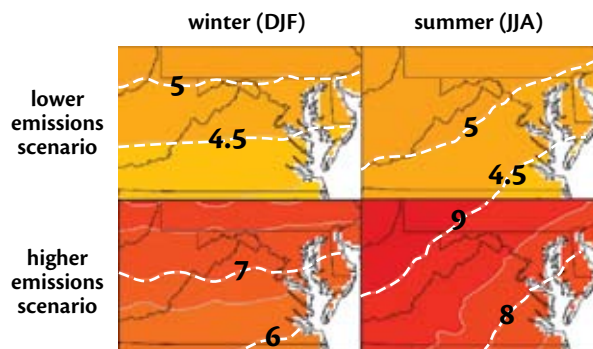 winter (DJF)
summer (JJA)
lower
emissions
scenario
5
4.5
5
4.5
higher
emissions
scenario
7
6
9
8